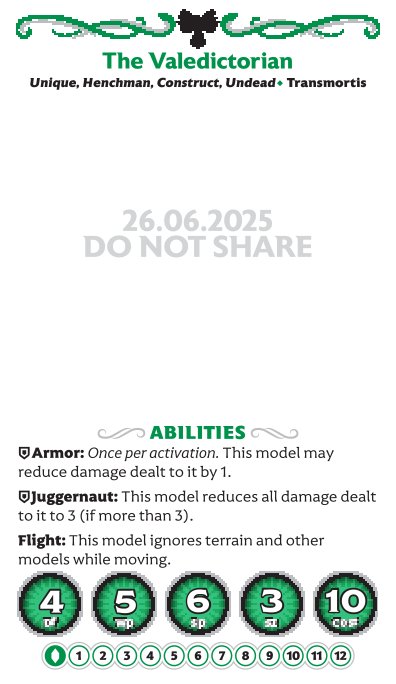 The Valedictorian
Unique, Henchman, Construct, Undead • Transmortis
26.06.2025
DO NOT SHARE
ABILITIES
Armor: Once per activation. This model may
reduce damage dealt to it by 1.
Juggernaut: This model reduces all damage dealt
to it to 3 (if more than 3).
Flight: This model ignores terrain and other
models while moving.
4 5 6 3 10
Df Wp Sp Sz Cost
1 2 3 4 5 6 7 8 9 10 11 12